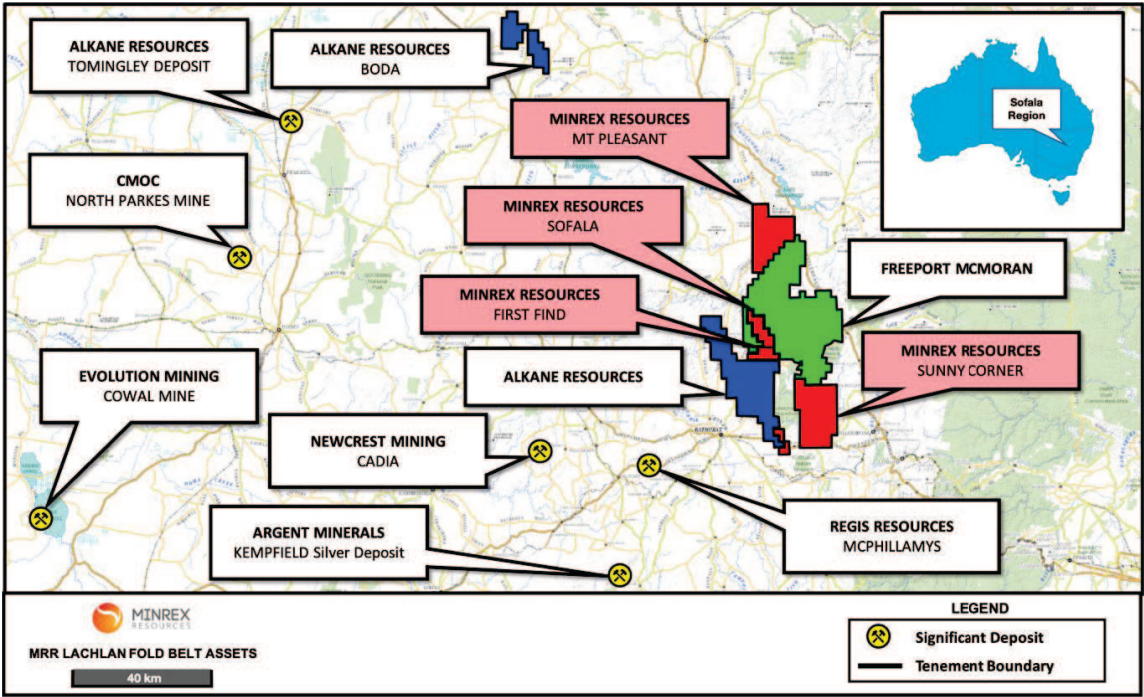 ALKANE RESOURCES
TOMINGLEY DEPOSIT
ALKANE RESOURCES
BODA
MINREX RESOURCES
MT PLEASANT
Sofala
Region
CMOC
NORTH PARKES MINE
MINREX RESOURCES
SOFALA
FREEPORT MCMORAN
MINREX RESOURCES
FIRST FIND
MINREX RESOURCES
SUNNY CORNER
EVOLUTION MINING
COWAL MINE
ALKANE RESOURCES
NEWCREST MINING
CADIA
REGIS RESOURCES
MCPHILLAMYS
ARGENT MINERALS
KEMPFIELD Silver Deposit
MINREX
RESOURCES
MRR LACHLAN FOLD BELT ASSETS
40 km
LEGEND
Significant Deposit
Tenement Boundary